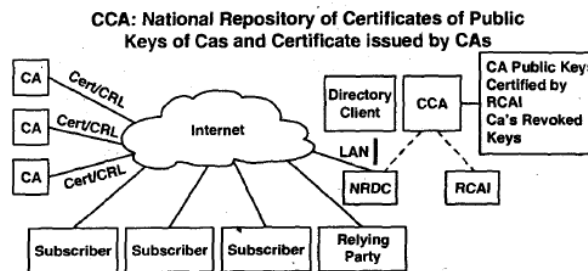 CCA: National Repository of Certificates of Public
Keys of Cas and Certificate issued by CAs
CA
Cert/CRL
CA
Cert/CRL
CA
Cert/CRL
Internet
Directory
Client
CCA
CA Public Keys
Certified by
RCAI
Ca's Revoked
Keys
LAN
NRDC
RCAI
Subscriber
Subscriber
Subscriber
Relying
Party